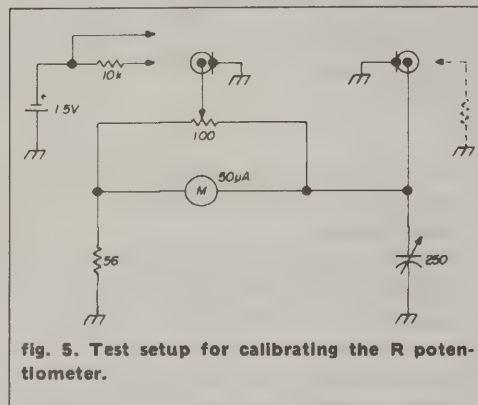 10k
1.5V
100
50μA
M
56
250
fig. 5. Test setup for calibrating the R poten-
tiometer.